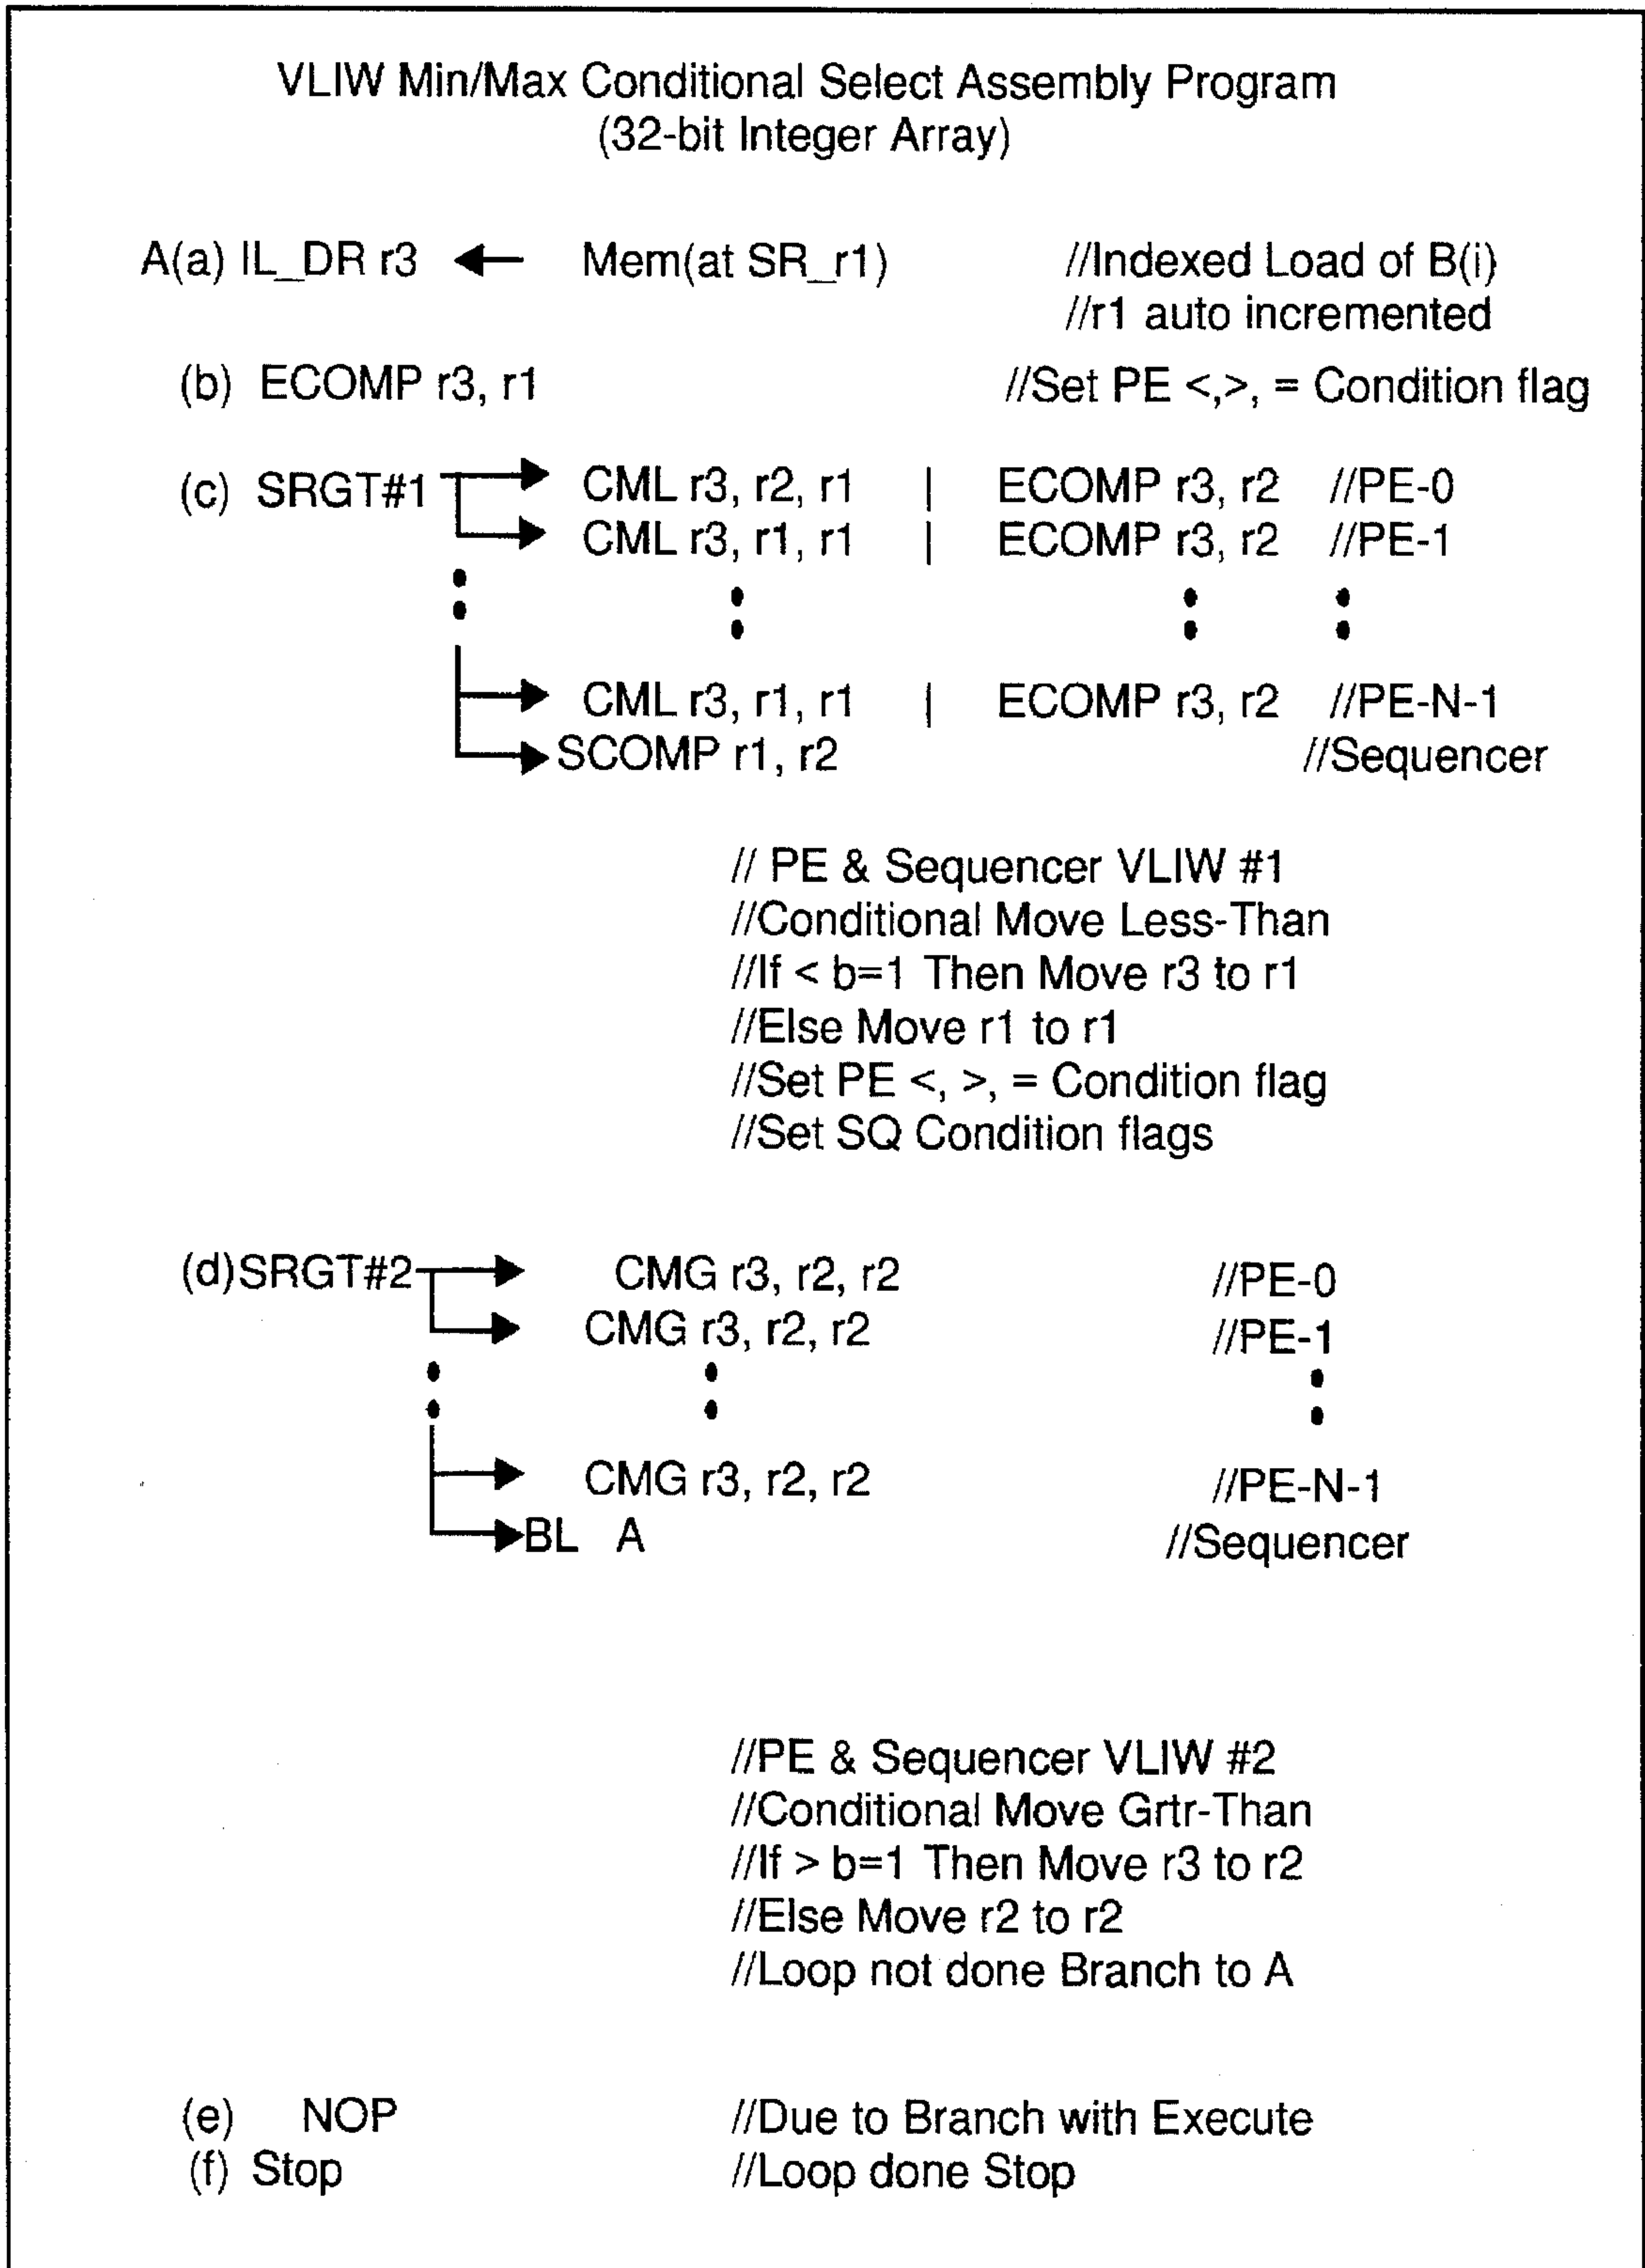 VLIW Min/Max Conditional Select Assembly Program
(32-bit Integer Array)
A(a) IL_DR r3 ← Mem(at SR_r1) //Indexed Load of B(i)
//r1 auto incremented
(b) ECOMP r3, r1 //Set PE <,>, = Condition flag
(c) SRGT#1 CML r3, r2, r1 | ECOMP r3, r2 //PE-0
CML r3, r1, r1 | ECOMP r3, r2 //PE-1
CML r3, r1, r1 | ECOMP r3, r2 //PE-N-1
SCOMP r1, r2 //Sequencer
// PE & Sequencer VLIW #1
//Conditional Move Less-Than
//If < b=1 Then Move r3 to r1
//Else Move r1 to r1
//Set PE <, >, = Condition flag
//Set SQ Condition flags
(d)SRGT#2 CMG r3, r2, r2 //PE-0
CMG r3, r2, r2 //PE-1
CMG r3, r2, r2 //PE-N-1
BL A //Sequencer
//PE & Sequencer VLIW #2
//Conditional Move Grtr-Than
//If > b=1 Then Move r3 to r2
//Else Move r2 to r2
//Loop not done Branch to A
(e) NOP //Due to Branch with Execute
(f) Stop //Loop done Stop